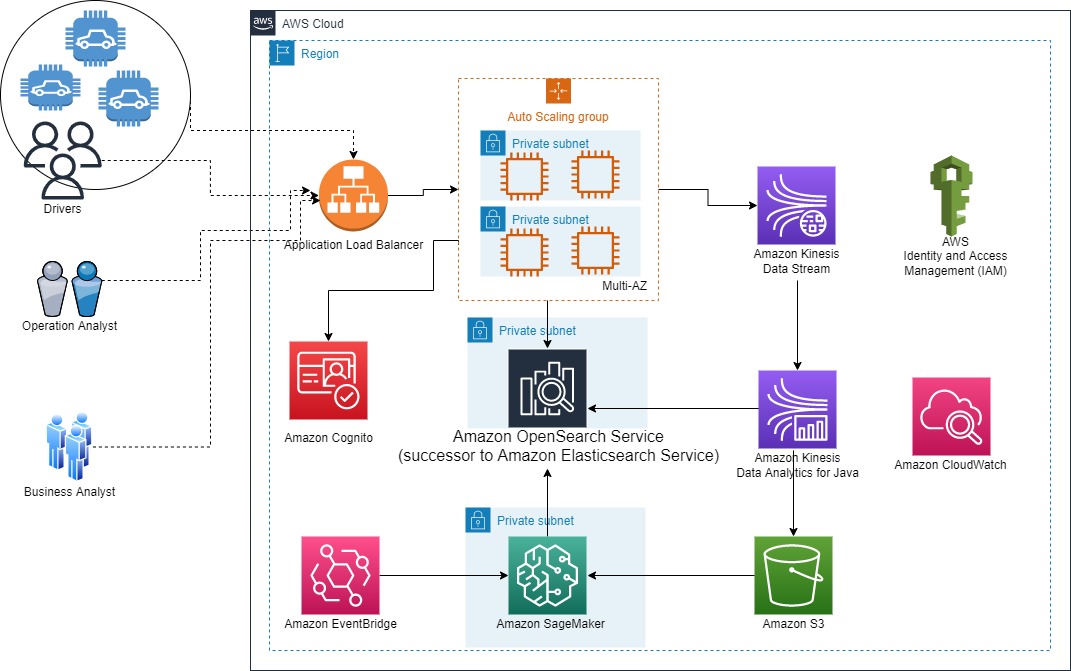 aws
AWS Cloud
Region
Auto Scaling group
Private subnet
Private subnet
Multi-AZ
Drivers
Application Load Balancer
Amazon Kinesis
Data Stream
AWS
Identity and Access
Management (IAM)
Operation Analyst
Private subnet
Amazon Cognito
Amazon OpenSearch Service
(successor to Amazon Elasticsearch Service)
Amazon Kinesis
Data Analytics for Java
Amazon CloudWatch
Business Analyst
Private subnet
Amazon EventBridge
Amazon SageMaker
Amazon S3